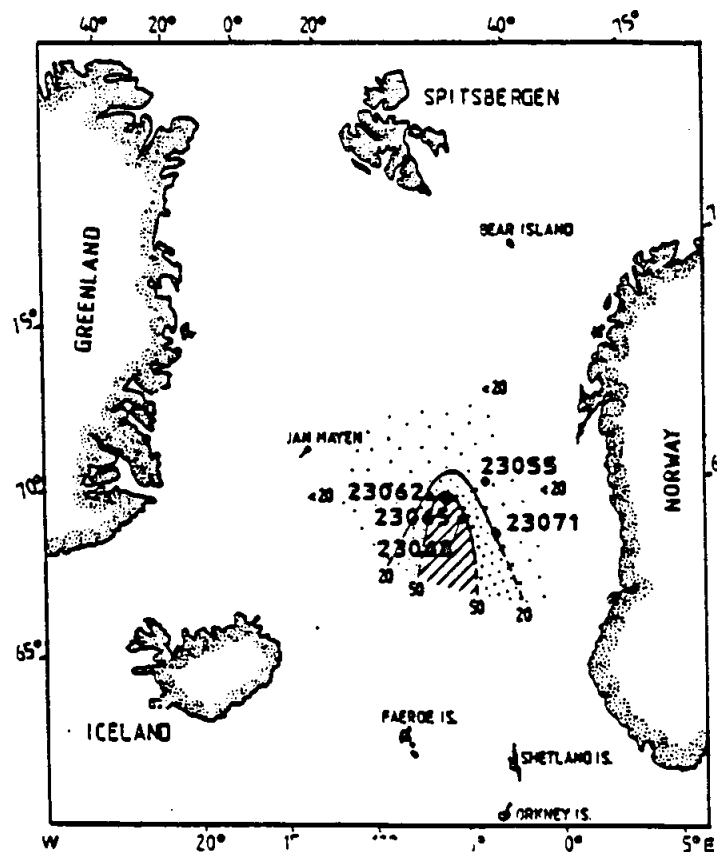 40° 20° 0° 20° 40° 75°
SPITSBERGEN
BEAR ISLAND
GREENLAND
15°
<20
JAN MAYEN
23055
NORWAY
70°
<20
23062
<20
23071
20
50
50
20
65°
ICELAND
FAEROE IS.
SHETLAND IS.
ORKNEY IS.
W 20° 0° 5°E